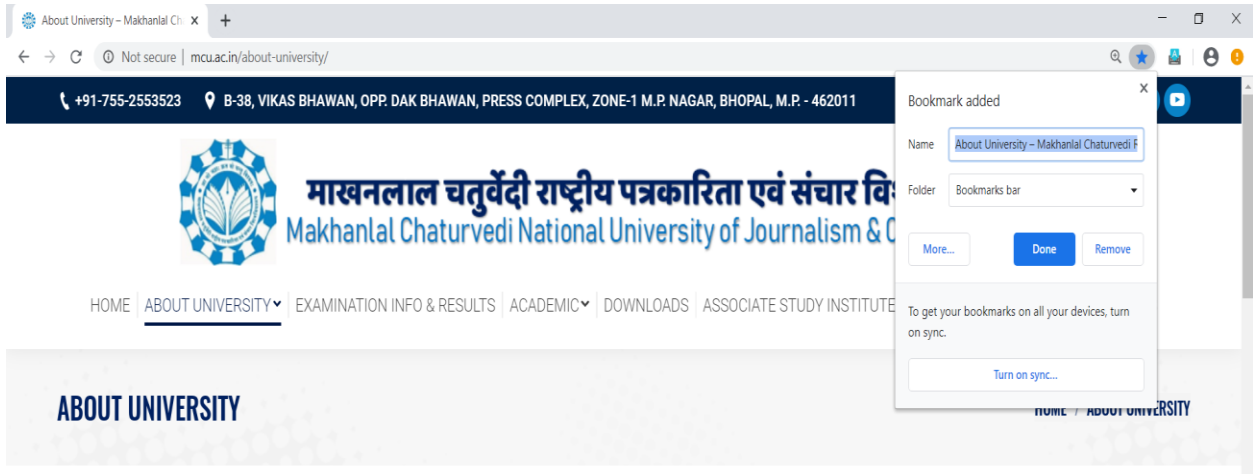 About University – Makhanlal Ch
Not secure | mcu.ac.in/about-university/
+91-755-2553523 B-38, VIKAS BHAWAN, OPP. DAK BHAWAN, PRESS COMPLEX, ZONE-1 M.P. NAGAR, BHOPAL, M.P. - 462011
माखनलाल चतुर्वेदी राष्ट्रीय पत्रकारिता एवं संचार
Makhanlal Chaturvedi National University of Journalism &
HOME ABOUT UNIVERSITY EXAMINATION INFO & RESULTS ACADEMIC DOWNLOADS ASSOCIATE STUDY INSTITUTE
ABOUT UNIVERSITY
HOME / ABOUT UNIVERSITY
Bookmark added
Name About University – Makhanlal Chaturvedi
Folder Bookmarks bar
More... Done Remove
To get your bookmarks on all your devices, turn
on sync.
Turn on sync...